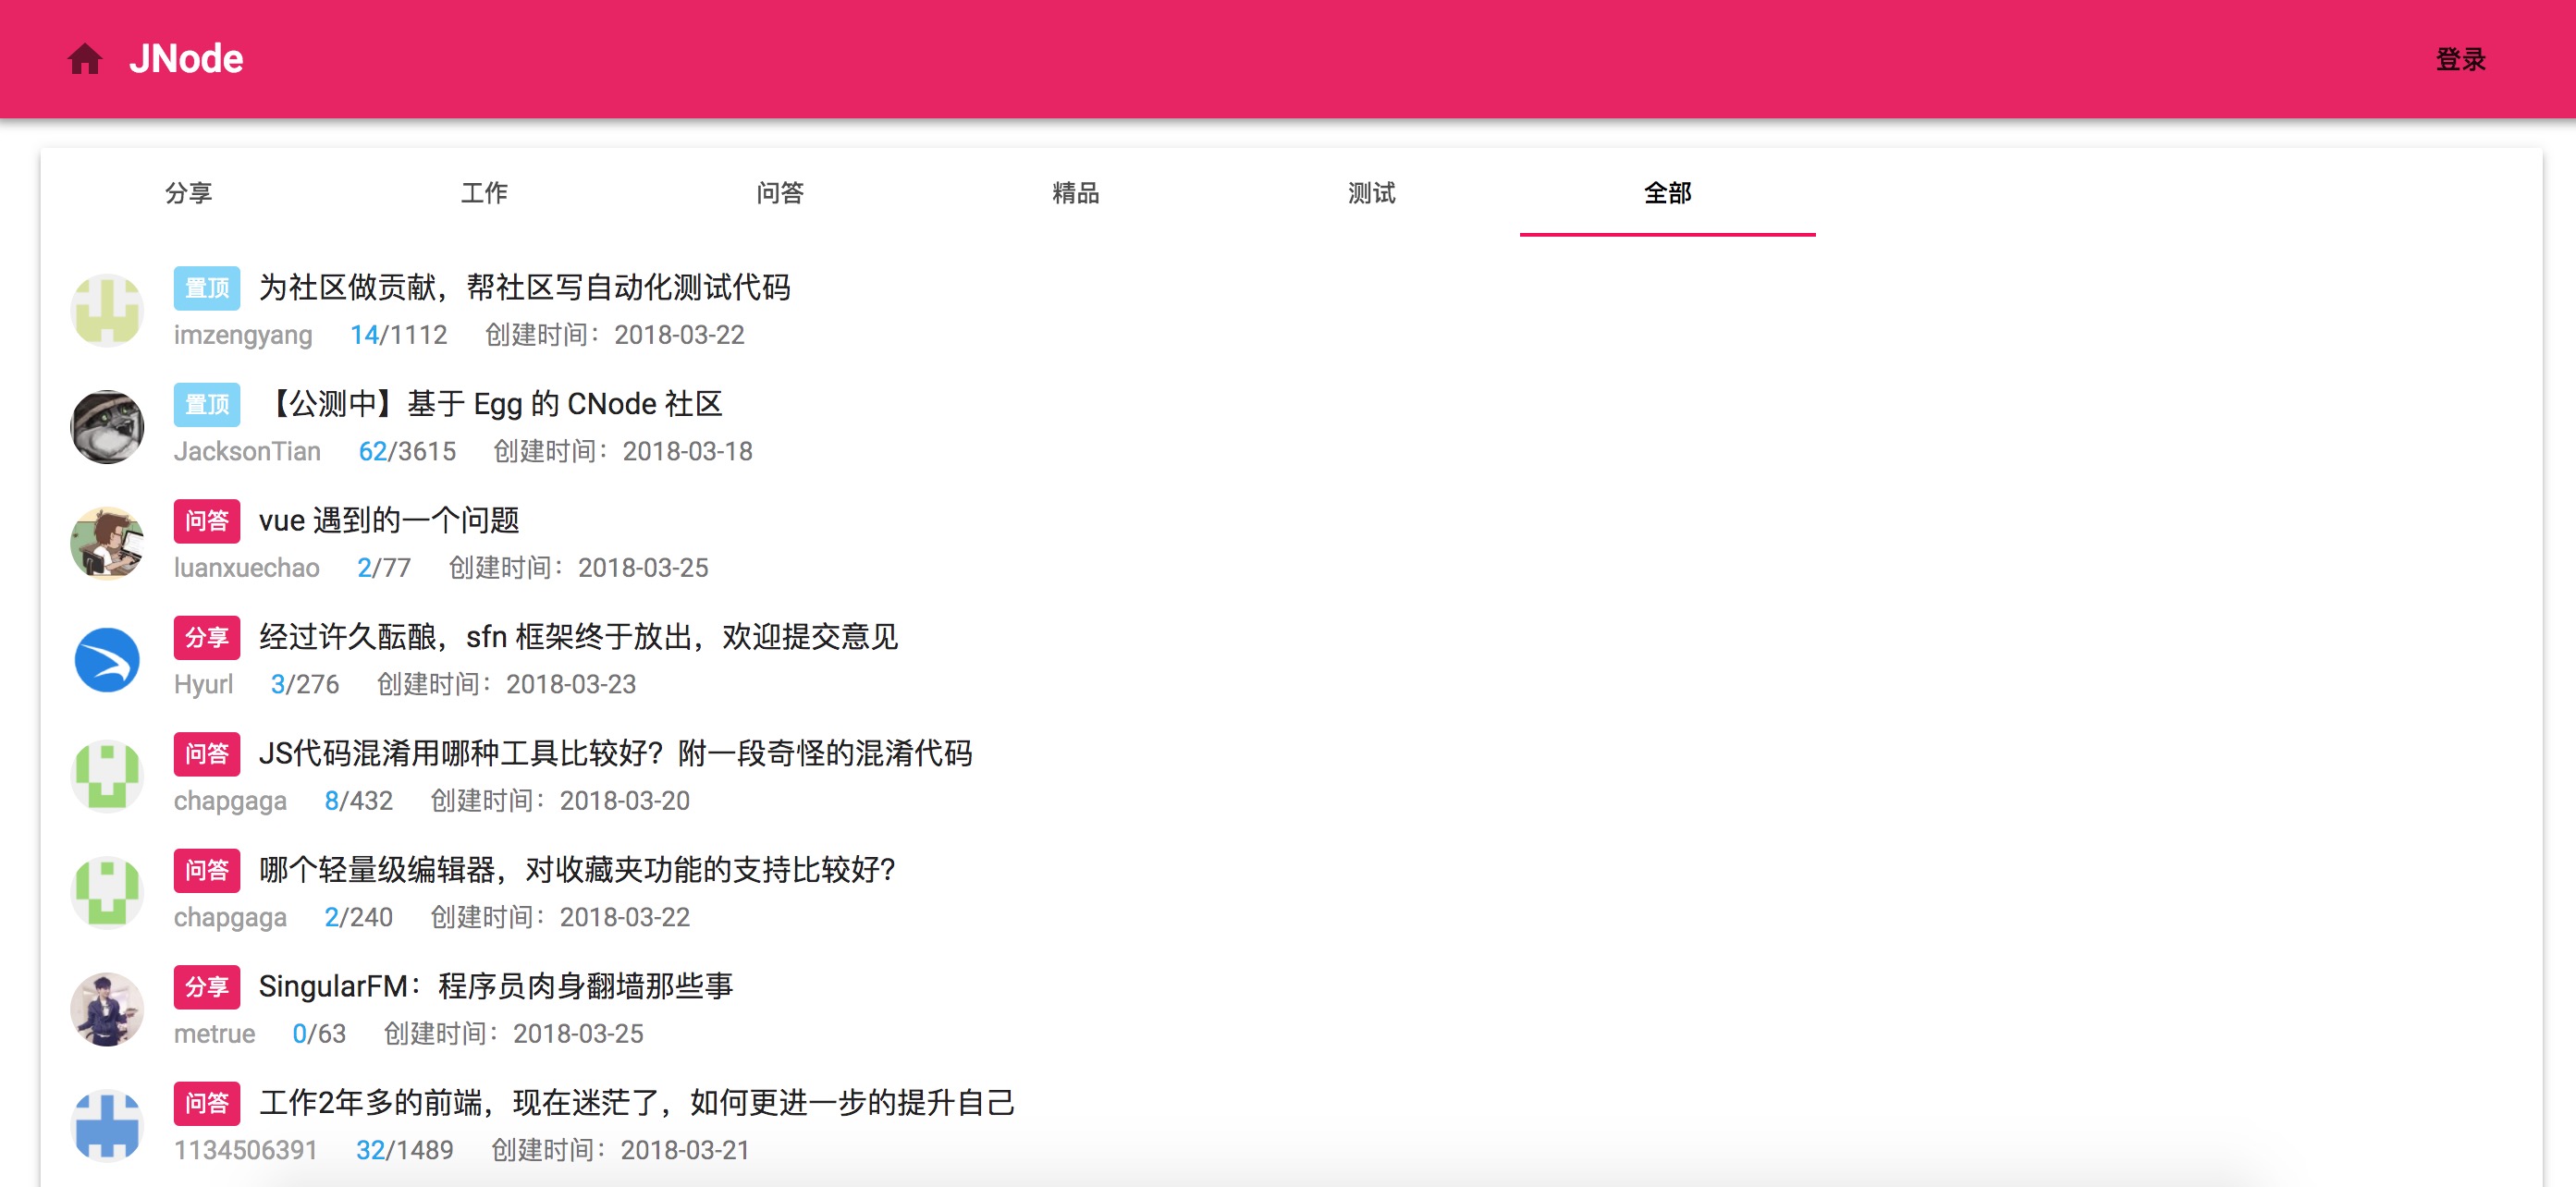 JNode 登录
分享 工作 问答 精品 测试 全部
置顶 为社区做贡献，帮社区写自动化测试代码
imzengyang 14/1112 创建时间：2018-03-22
置顶 【公测中】基于 Egg 的 CNode 社区
JacksonTian 62/3615 创建时间：2018-03-18
问答 vue 遇到的一个问题
luanxuechao 2/77 创建时间：2018-03-25
分享 经过许久酝酿，sfn 框架终于放出，欢迎提交意见
Hyurl 3/276 创建时间：2018-03-23
问答 JS代码混淆用哪种工具比较好？附一段奇怪的混淆代码
chapgaga 8/432 创建时间：2018-03-20
问答 哪个轻量级编辑器，对收藏夹功能的支持比较好?
chapgaga 2/240 创建时间：2018-03-22
分享 SingularFM：程序员肉身翻墙那些事
metrue 0/63 创建时间：2018-03-25
问答 工作2年多的前端，现在迷茫了，如何更进一步的提升自己
1134506391 32/1489 创建时间：2018-03-21